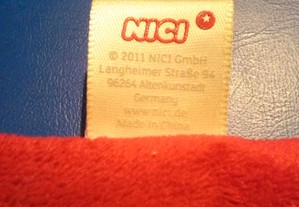 NICI
© 2011 NICI GmbH
Langheimer Straße 94
96264 Altenkunstadt
Germany
www.nici.de
Made in China